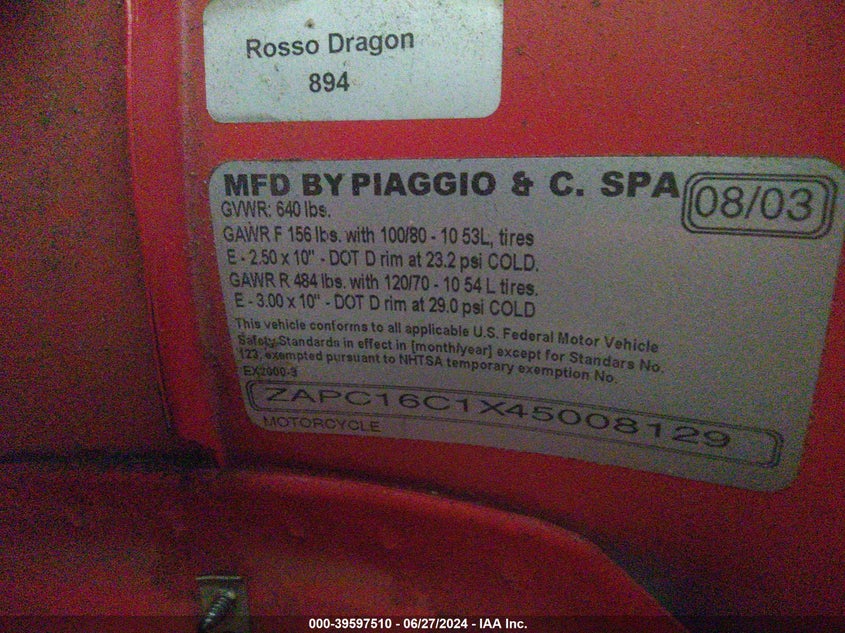 Rosso Dragon
894
MFD BY PIAGGIO & C. SPA 08/03
GVWR: 640 lbs.
GAWR F 156 lbs. with 100/80 - 10 53L, tires
E - 2.50 x 10" - DOT D rim at 23.2 psi COLD.
GAWR R 484 lbs. with 120/70 - 10 54 L tires.
E - 3.00 x 10" - DOT D rim at 29.0 psi COLD
This vehicle conforms to all applicable U.S. Federal Motor Vehicle
Safety Standards in effect in [month/year] except for Standars No.
123, exempted pursuant to NHTSA temporary exemption No.
EX2000-3
ZAPC16C1X45008129
MOTORCYCLE
000-39597510 - 06/27/2024 - IAA Inc.